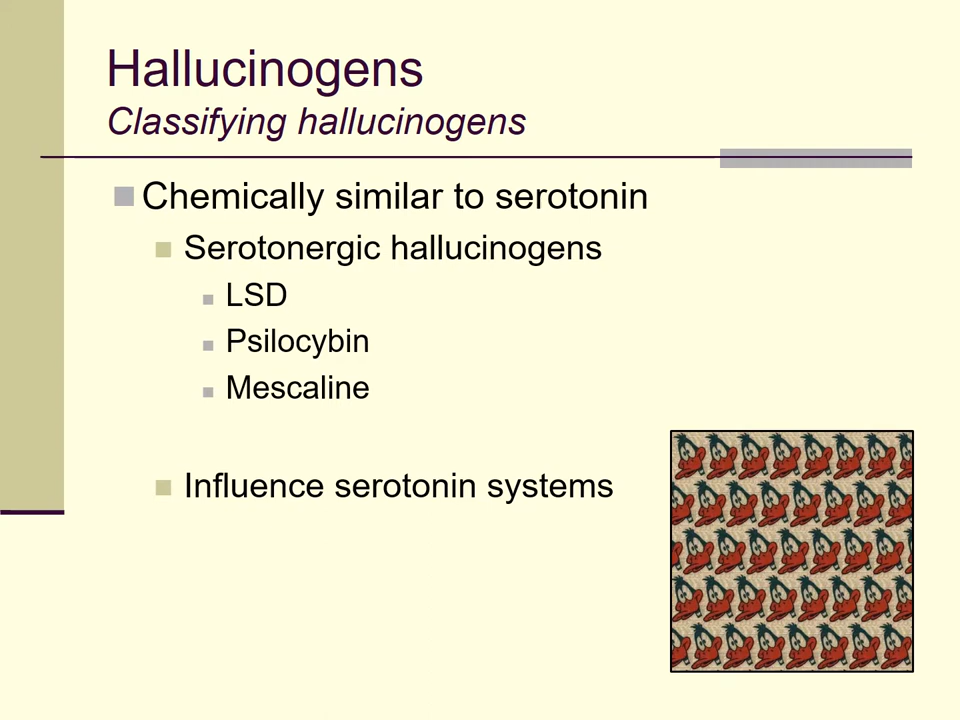 Hallucinogens
Classifying hallucinogens
Chemically similar to serotonin
Serotonergic hallucinogens
LSD
Psilocybin
Mescaline
Influence serotonin systems